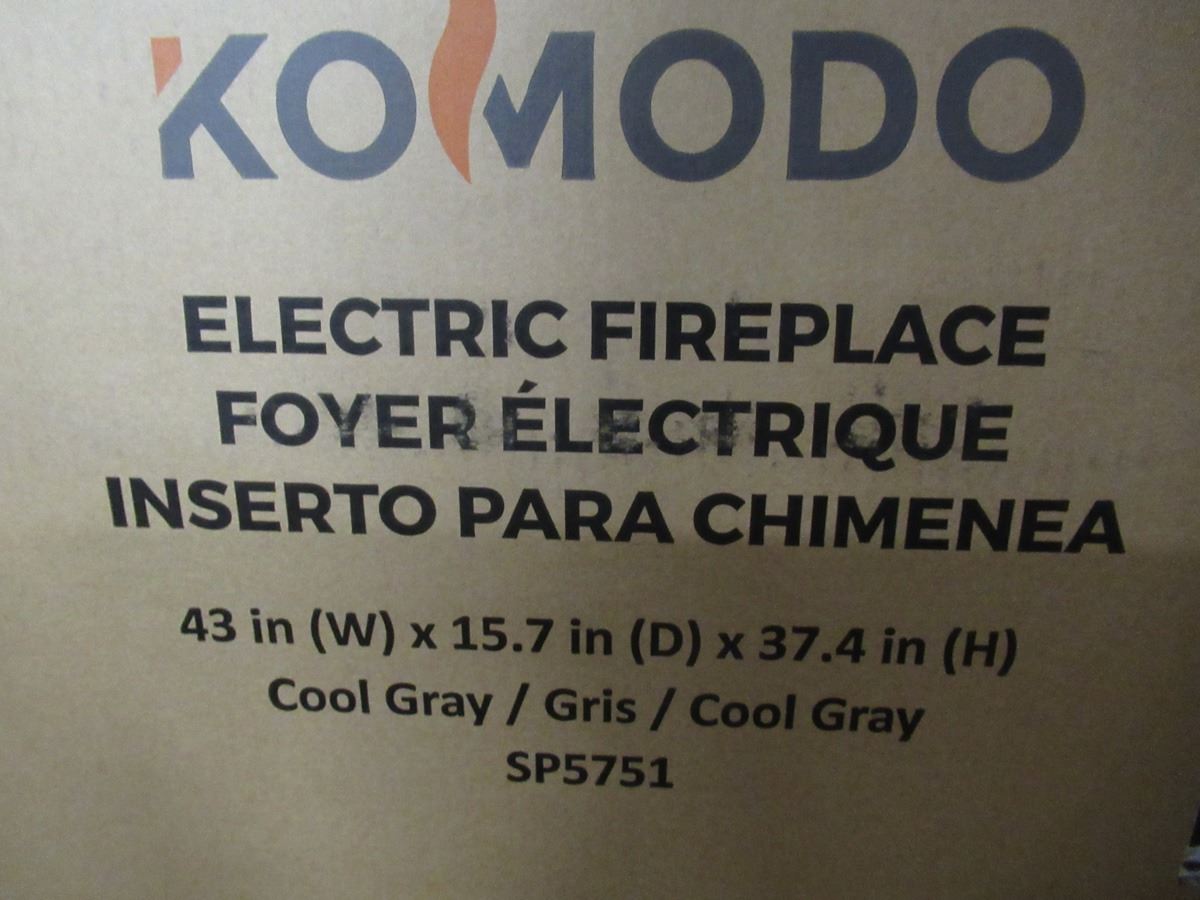 KOMODO
ELECTRIC FIREPLACE
FOYER ÉLECTRIQUE
INSERTO PARA CHIMENEA
43 in (W) x 15.7 in (D) x 37.4 in (H)
Cool Gray / Gris / Cool Gray
SP5751